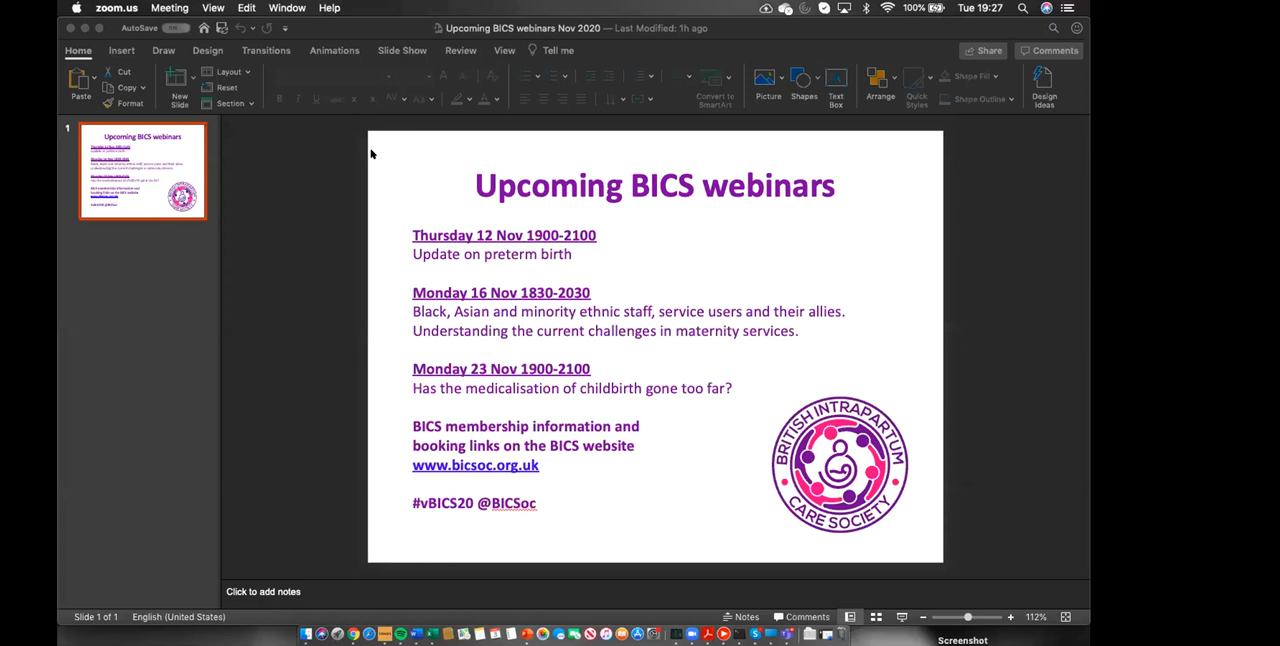 zoom.us Meeting View Edit Window Help 100% Tue 19:27
AutoSave Upcoming BICS webinars Nov 2020 — Last Modified: 1h ago
Home Insert Draw Design Transitions Animations Slide Show Review View Tell me Share Comments
Paste Cut Copy Format New Slide Layout Reset Section Convert to SmartArt Picture Shapes Text Box Arrange Quick Styles Shape Fill Shape Outline Design Ideas
1
Upcoming BICS webinars
Thursday 12 Nov 1900-2100
Update on preterm birth
Monday 16 Nov 1830-2030
Black, Asian and minority ethnic staff, service users and their allies.
Understanding the current challenges in maternity services.
Monday 23 Nov 1900-2100
Has the medicalisation of childbirth gone too far?
BICS membership information and
booking links on the BICS website
www.bicsoc.org.uk
#vBICS20 @BICSoc
BRITISH INTRAPARTUM
CARE SOCIETY
Click to add notes
Slide 1 of 1 English (United States) Notes Comments 112%
Screenshot